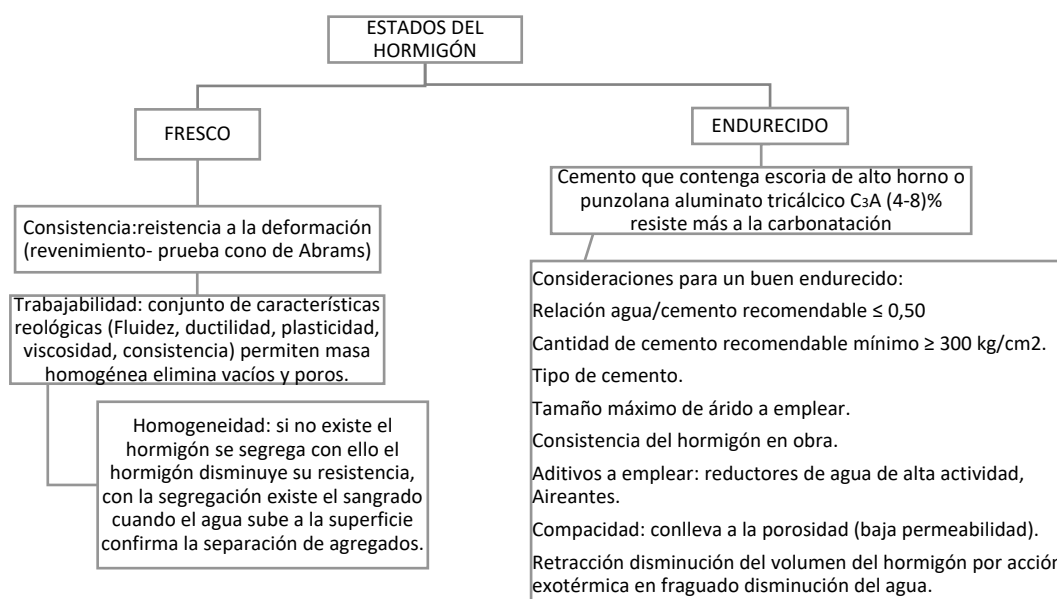 ESTADOS DEL
HORMIGÓN
FRESCO
Consistencia:reistencia a la deformación
(revenimiento- prueba cono de Abrams)
Trabajabilidad: conjunto de características
reológicas (Fluidez, ductilidad, plasticidad,
viscosidad, consistencia) permiten masa
homogénea elimina vacíos y poros.
Homogeneidad: si no existe el
hormigón se segrega con ello el
hormigón disminuye su resistencia,
con la segregación existe el sangrado
cuando el agua sube a la superficie
confirma la separación de agregados.
ENDURECIDO
Cemento que contenga escoria de alto horno o
punzolana aluminato tricálcico C₃A (4-8)%
resiste más a la carbonatación
Consideraciones para un buen endurecido:
Relación agua/cemento recomendable ≤ 0,50
Cantidad de cemento recomendable mínimo ≥ 300 kg/cm2.
Tipo de cemento.
Tamaño máximo de árido a emplear.
Consistencia del hormigón en obra.
Aditivos a emplear: reductores de agua de alta actividad,
Aireantes.
Compacidad: conlleva a la porosidad (baja permeabilidad).
Retracción disminución del volumen del hormigón por acción
exotérmica en fraguado disminución del agua.